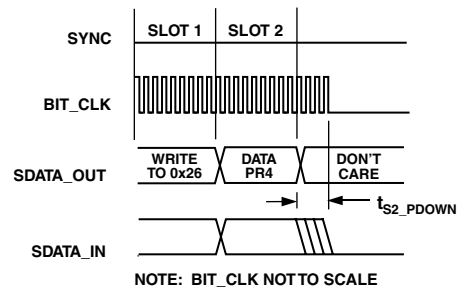 SYNC
SLOT 1
SLOT 2
BIT_CLK
SDATA_OUT
WRITE
TO 0x26
DATA
PR4
DON'T
CARE
tS2_PDOWN
SDATA_IN
NOTE: BIT_CLK NOT TO SCALE